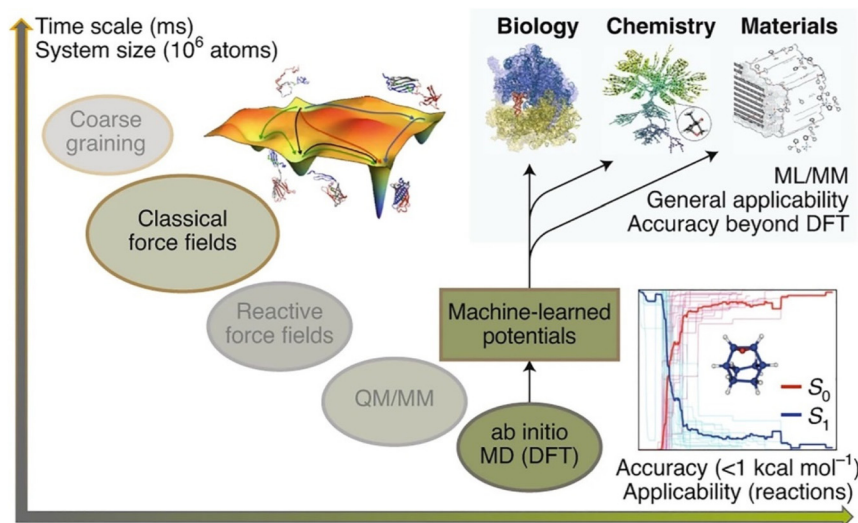 Time scale (ms)
System size (10⁶ atoms)
Biology
Chemistry
Materials
Coarse
graining
Classical
force fields
Reactive
force fields
QM/MM
ab initio
MD (DFT)
Machine-learned
potentials
ML/MM
General applicability
Accuracy beyond DFT
S₀
S₁
Accuracy (<1 kcal mol⁻¹)
Applicability (reactions)